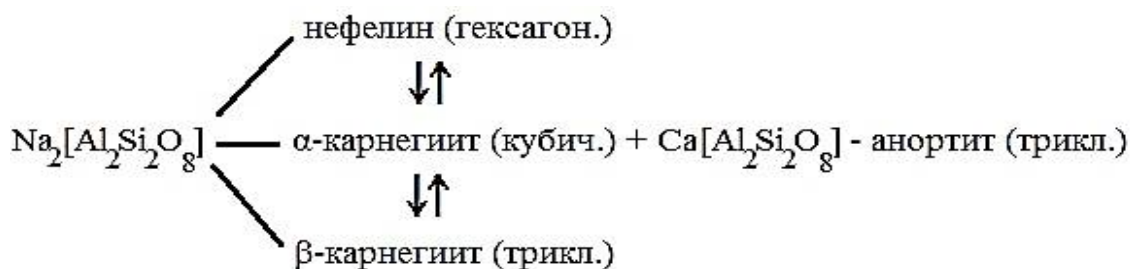 нефелин (гексагон.)
Na₂[Al₂Si₂O₈] α-карнегиит (кубич.) + Ca[Al₂Si₂O₈] - анортит (трикл.)
β-карнегиит (трикл.)